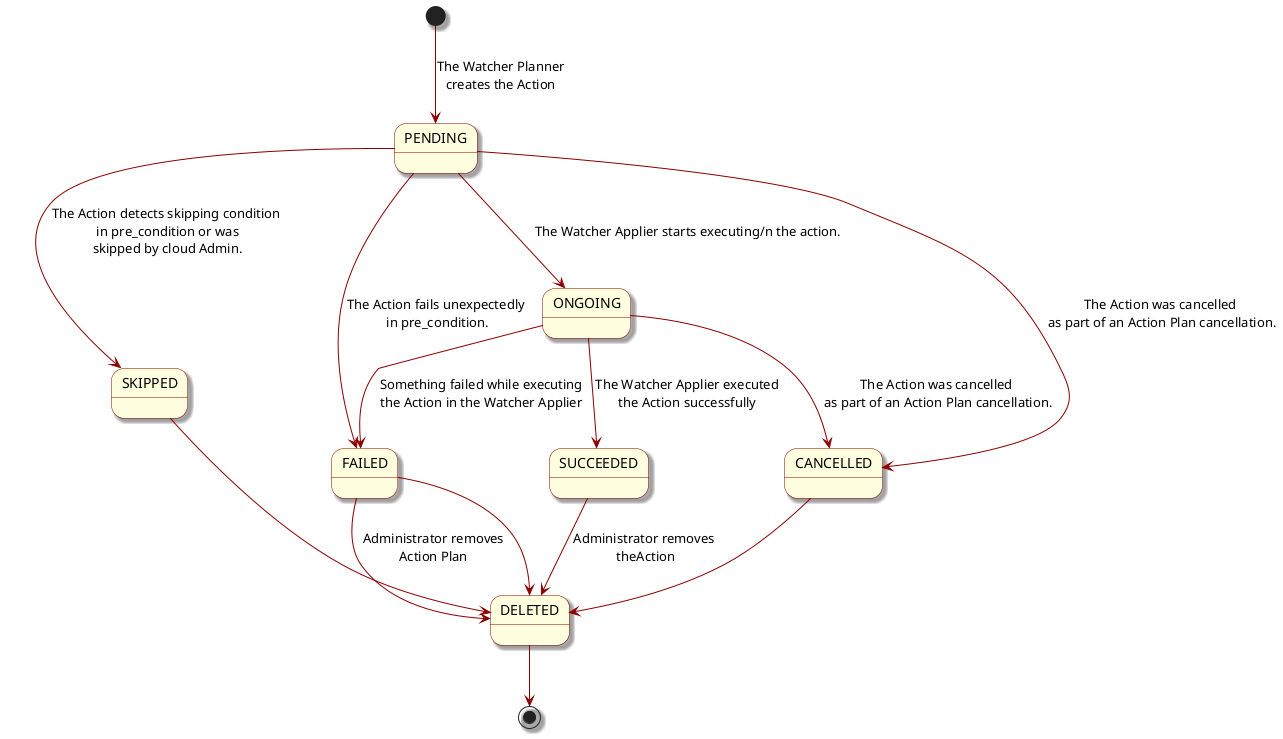 The Watcher Planner
creates the Action
PENDING
The Action detects skipping condition
in pre_condition or was
skipped by cloud Admin.
The Watcher Applier starts executing/n the action.
The Action fails unexpectedly
in pre_condition.
ONGOING
The Action was cancelled
as part of an Action Plan cancellation.
SKIPPED
Something failed while executing
the Action in the Watcher Applier
The Watcher Applier executed
the Action successfully
The Action was cancelled
as part of an Action Plan cancellation.
FAILED
SUCCEEDED
CANCELLED
Administrator removes
Action Plan
Administrator removes
theAction
DELETED